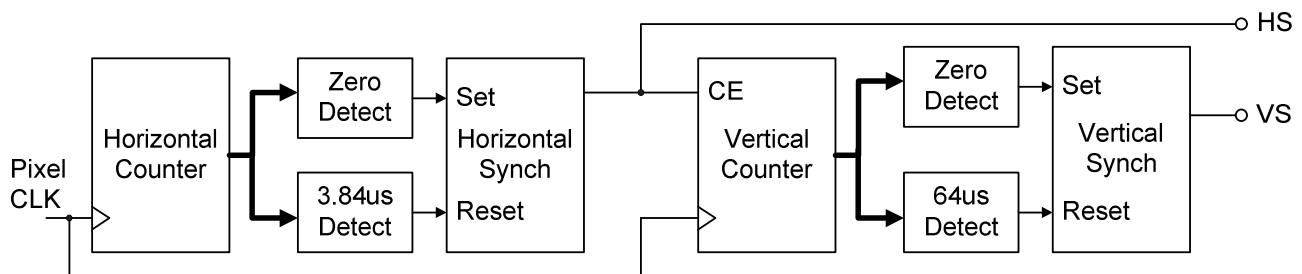 Pixel
CLK
Horizontal
Counter
Zero
Detect
3.84us
Detect
Set
Horizontal
Synch
Reset
CE
Vertical
Counter
Zero
Detect
64us
Detect
Set
Vertical
Synch
Reset
HS
VS